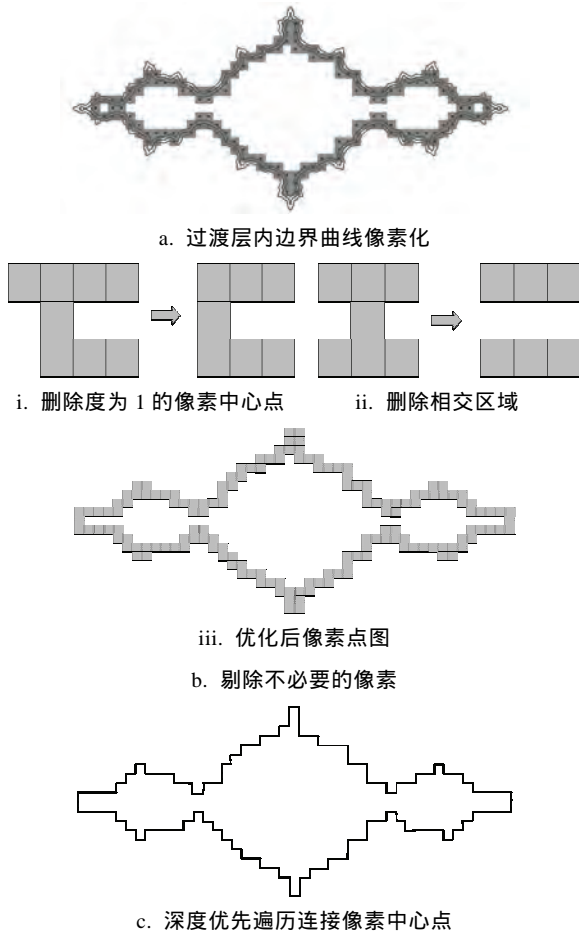 a. 过渡层内边界曲线像素化
i. 删除度为 1 的像素中心点
ii. 删除相交区域
iii. 优化后像素点图
b. 剔除不必要的像素
c. 深度优先遍历连接像素中心点